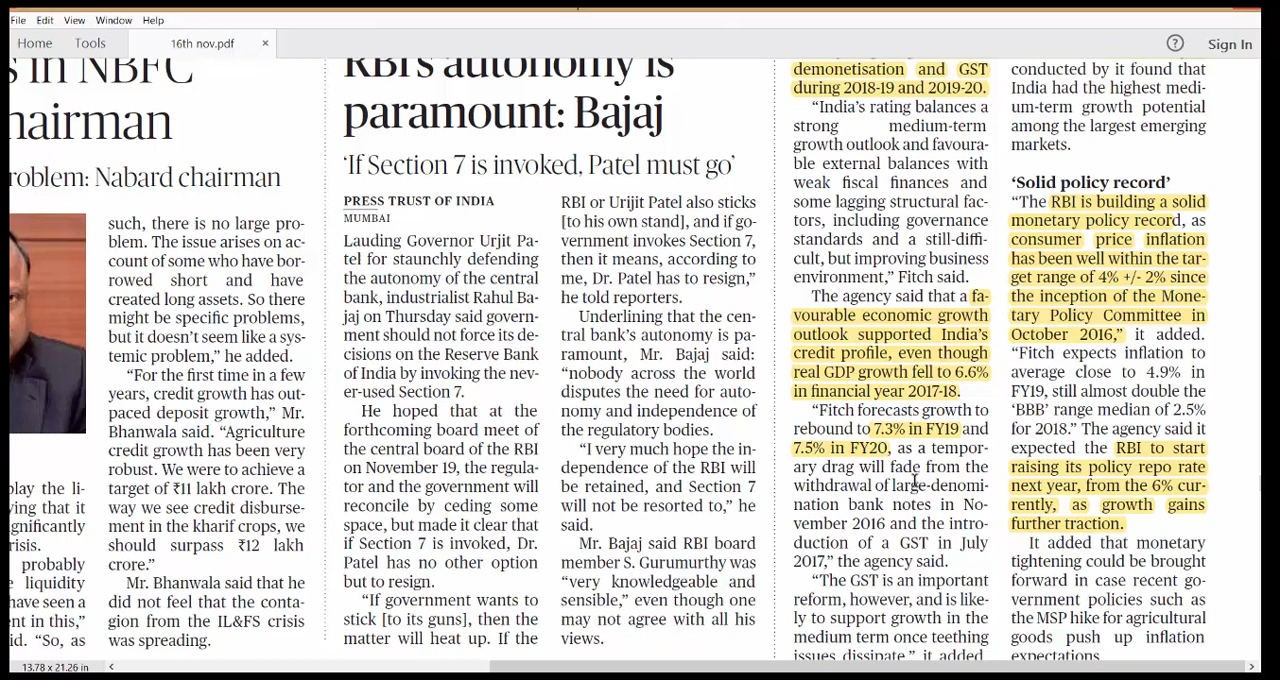 File Edit View Window Help
Home Tools 16th nov.pdf × ? Sign In
s in NBFC
hairman
roblem: Nabard chairman
play the li-
ving that it
ignificantly
risis.
probably
e liquidity
have seen a
ent in this,”
id. “So, as
such, there is no large pro-
blem. The issue arises on ac-
count of some who have bor-
rowed short and have
created long assets. So there
might be specific problems,
but it doesn’t seem like a sys-
temic problem,” he added.
“For the first time in a few
years, credit growth has out-
paced deposit growth,” Mr.
Bhanwala said. “Agriculture
credit growth has been very
robust. We were to achieve a
target of ₹11 lakh crore. The
way we see credit disburse-
ment in the kharif crops, we
should surpass ₹12 lakh
crore.”
Mr. Bhanwala said that he
did not feel that the conta-
gion from the IL&FS crisis
was spreading.
RBI’s autonomy is
paramount: Bajaj
‘If Section 7 is invoked, Patel must go’
PRESS TRUST OF INDIA
MUMBAI
Lauding Governor Urjit Pa-
tel for staunchly defending
the autonomy of the central
bank, industrialist Rahul Ba-
jaj on Thursday said govern-
ment should not force its de-
cisions on the Reserve Bank
of India by invoking the nev-
er-used Section 7.
He hoped that at the
forthcoming board meet of
the central board of the RBI
on November 19, the regula-
tor and the government will
reconcile by ceding some
space, but made it clear that
if Section 7 is invoked, Dr.
Patel has no other option
but to resign.
“If government wants to
stick [to its guns], then the
matter will heat up. If the
RBI or Urijit Patel also sticks
[to his own stand], and if go-
vernment invokes Section 7,
then it means, according to
me, Dr. Patel has to resign,”
he told reporters.
Underlining that the cen-
tral bank’s autonomy is pa-
ramount, Mr. Bajaj said:
“nobody across the world
disputes the need for auto-
nomy and independence of
the regulatory bodies.
“I very much hope the in-
dependence of the RBI will
be retained, and Section 7
will not be resorted to,” he
said.
Mr. Bajaj said RBI board
member S. Gurumurthy was
“very knowledgeable and
sensible,” even though one
may not agree with all his
views.
demonetisation and GST
during 2018-19 and 2019-20.
“India’s rating balances a
strong medium-term
growth outlook and favoura-
ble external balances with
weak fiscal finances and
some lagging structural fac-
tors, including governance
standards and a still-diffi-
cult, but improving business
environment,” Fitch said.
The agency said that a fa-
vourable economic growth
outlook supported India’s
credit profile, even though
real GDP growth fell to 6.6%
in financial year 2017-18.
“Fitch forecasts growth to
rebound to 7.3% in FY19 and
7.5% in FY20, as a tempor-
ary drag will fade from the
withdrawal of large-denomi-
nation bank notes in No-
vember 2016 and the intro-
duction of a GST in July
2017,” the agency said.
“The GST is an important
reform, however, and is like-
ly to support growth in the
medium term once teething
issues dissipate,” it added.
conducted by it found that
India had the highest medi-
um-term growth potential
among the largest emerging
markets.
‘Solid policy record’
“The RBI is building a solid
monetary policy record, as
consumer price inflation
has been well within the tar-
get range of 4% +/- 2% since
the inception of the Mone-
tary Policy Committee in
October 2016,” it added.
“Fitch expects inflation to
average close to 4.9% in
FY19, still almost double the
‘BBB’ range median of 2.5%
for 2018.” The agency said it
expected the RBI to start
raising its policy repo rate
next year, from the 6% cur-
rently, as growth gains
further traction.
It added that monetary
tightening could be brought
forward in case recent go-
vernment policies such as
the MSP hike for agricultural
goods push up inflation
expectations.
13.78 x 21.26 in